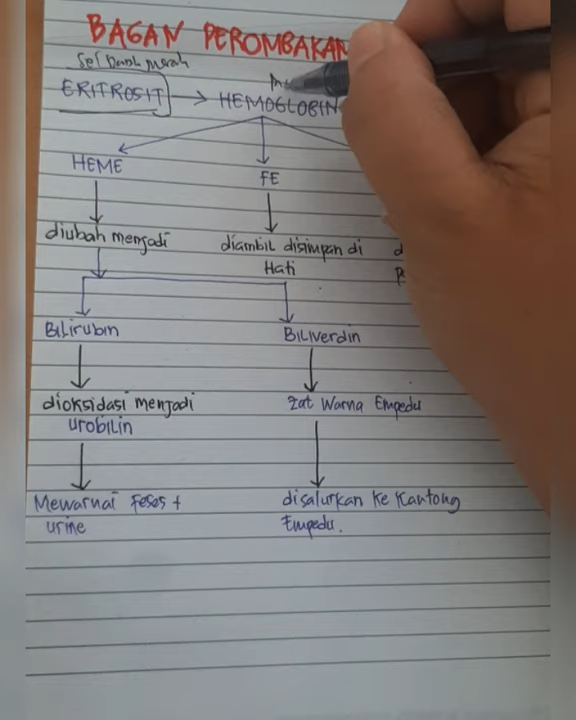 BAGAN PEROMBAKAN
Sel Darah merah
ERITROSIT
HEMOGLOBIN
HEME
FE
diubah menjadi
diambil disimpan di
Hati
Bilirubin
Biliverdin
dioksidasi menjadi
urobilin
Zat Warna Empedu
Mewarnai Feses +
urine
disalurkan ke Kantong
Empedu.